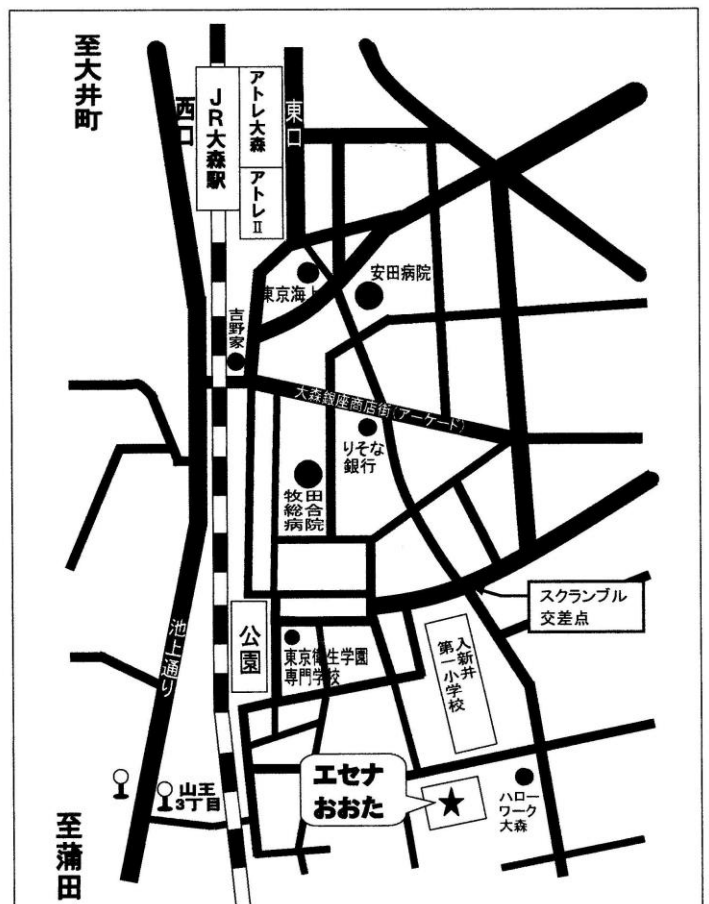 至大井町
西口
JR大森駅
アトレ大森
アトレⅡ
東口
東京海上
安田病院
吉野家
大森銀座商店街(アーケード)
りそな
銀行
牧田
総合
病院
スクランブル
交差点
公園
東京衛生学園
専門学校
入新井
第一小学校
池上通り
山王
3丁目
エセナ
おおた
ハロー
ワーク
大森
至蒲田